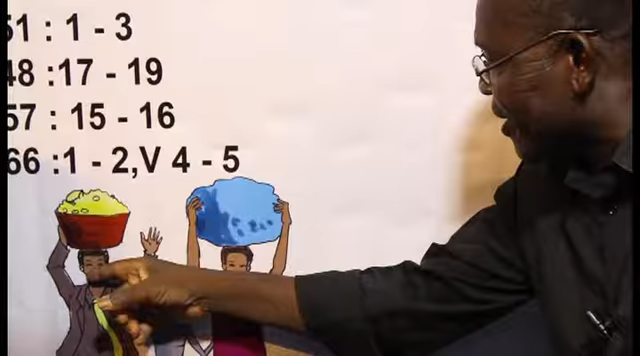 51 : 1 - 3
48 :17 - 19
57 : 15 - 16
66 :1 - 2,V 4 - 5